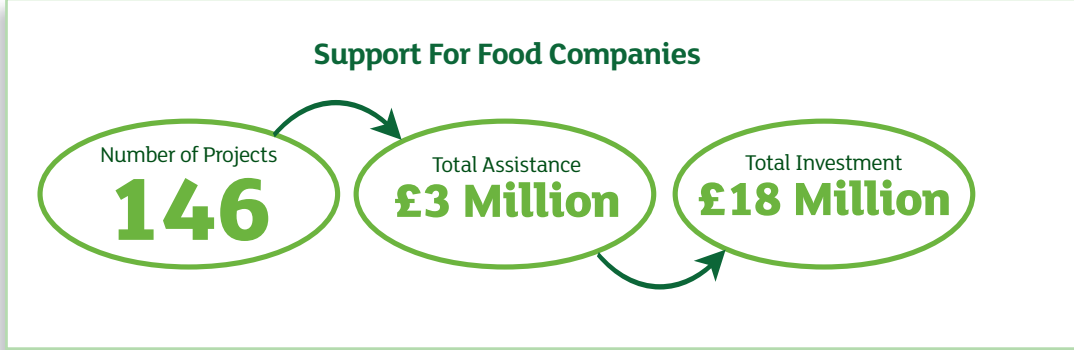 Support For Food Companies
Number of Projects
146
Total Assistance
£3 Million
Total Investment
£18 Million